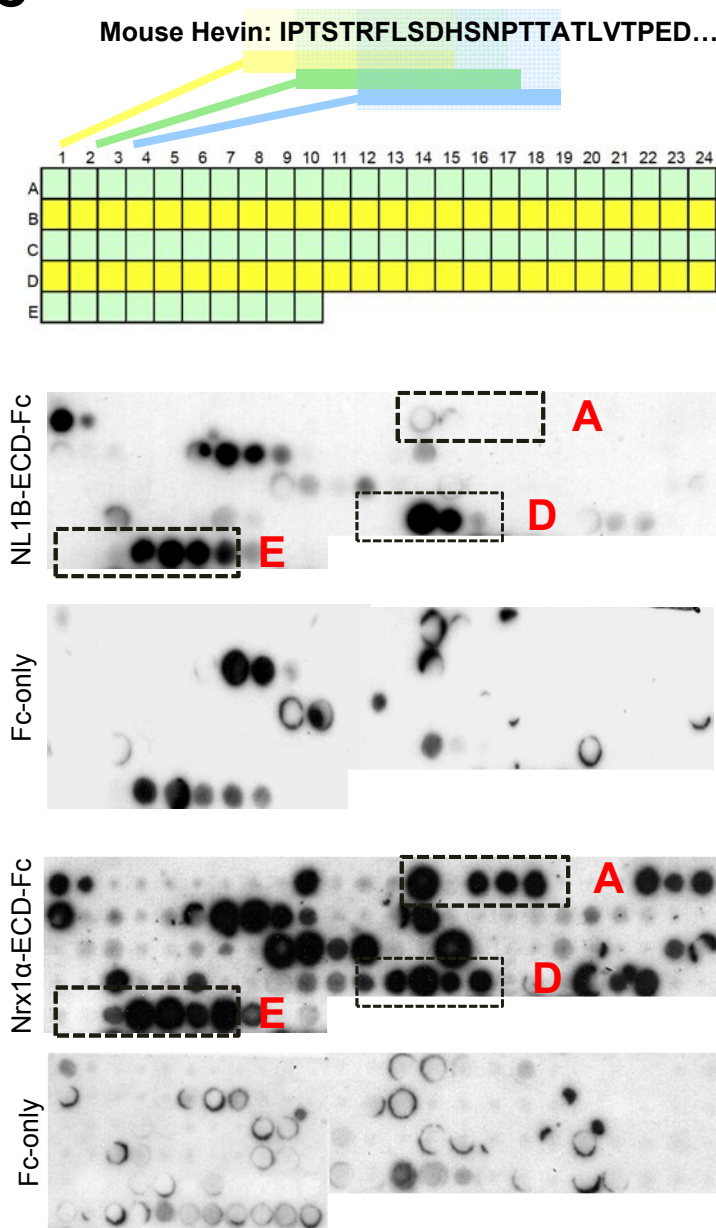 Mouse Hevin: IPTSTRFLSDHSNPTTATLVTPED...
1 2 3 4 5 6 7 8 9 10 11 12 13 14 15 16 17 18 19 20 21 22 23 24
A
B
C
D
E
NL1B-ECD-Fc
A
D
E
Fc-only
Nrx1α-ECD-Fc
A
D
E
Fc-only